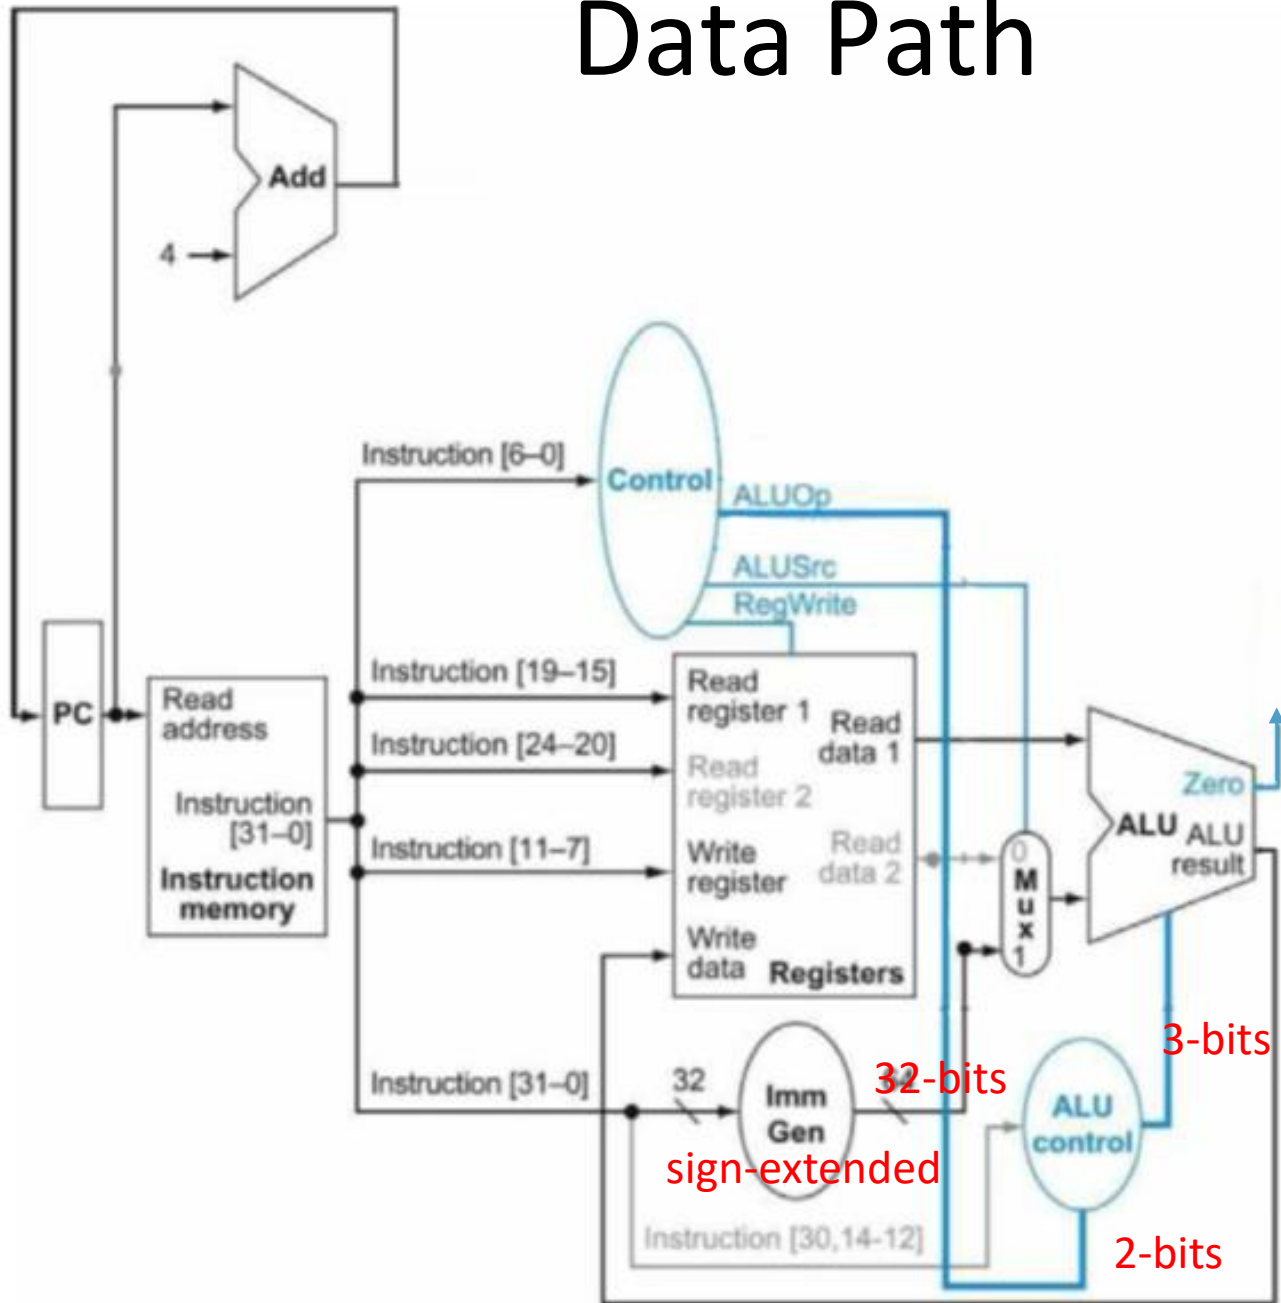 Data Path
Add
4
Instruction [6–0]
Control
ALUOp
ALUSrc
RegWrite
Instruction [19–15]
Read
register 1
Read
data 1
PC
Read
address
Instruction [24–20]
Read
register 2
Zero
Instruction
[31–0]
ALU
ALU
result
Instruction [11–7]
Write
register
Read
data 2
0
M
u
x
1
Instruction
memory
Write
data
Registers
3-bits
Instruction [31–0]
32
Imm
Gen
32-bits
ALU
control
sign-extended
Instruction [30,14-12]
2-bits